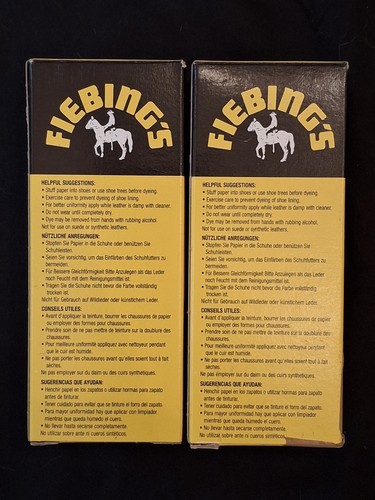 FIEBING'S
HELPFUL SUGGESTIONS:
• Stuff paper into shoes or use shoe trees before dyeing.
• Exercise care to prevent dyeing of shoe lining.
• For better uniformity apply while leather is damp with cleaner.
• Do not wear until completely dry.
• Dye may be removed from hands with rubbing alcohol.
Not for use on suede or synthetic leathers.
NÜTZLICHE ANREGUNGEN:
• Stopfen Sie Papier in die Schuhe oder benützen Sie
Schuhleisten.
• Seien Sie vorsichtig, um das Einfärben des Schuhfutters zu
bermeiden.
• Für Bessere Gleichförmigkeit Bitte Anzulegen als das Leder
noch Feucht mit dem Reinigungsmittel ist.
• Tragen Sie die Schuhe nicht bevor die Farbe vollständig
trocken ist.
Nicht für Gebrauch auf Wildleder oder künstlichem Leder.
CONSEILS UTILES:
• Avant d'appliquer la teinture, bourrer les chaussures de papier
ou employer des formes pour chaussures.
• Prendre soin de ne pas mettre de teinture sur la doublure des
chaussures.
• Pour meilleure uniformité appliquez avec nettoyeur pendant
que le cuir est humide.
• Ne pas porter les chaussures avant qu'elles soient tout à fait
sèches.
Ne pas employer sur du daim ou des cuirs synthétiques.
SUGERENCIAS QUE AYUDAN:
• Henchir papel en los zapatos o utilizar hormas para zapato
antes de tinturar.
• Tener cuidado para evitar que se tinture el forro del zapato.
• Para mayor uniformidad hay que aplicar con limpiador
mientras que queda húmedo el cuero.
• No llevar hasta secarse completamente.
No utilizar sobre ante ni cueros sintéticos.
FIEBING'S
HELPFUL SUGGESTIONS:
• Stuff paper into shoes or use shoe trees before dyeing.
• Exercise care to prevent dyeing of shoe lining.
• For better uniformity apply while leather is damp with cleaner.
• Do not wear until completely dry.
• Dye may be removed from hands with rubbing alcohol.
Not for use on suede or synthetic leathers.
NÜTZLICHE ANREGUNGEN:
• Stopfen Sie Papier in die Schuhe oder benützen Sie
Schuhleisten.
• Seien Sie vorsichtig, um das Einfärben des Schuhfutters zu
bermeiden.
• Für Bessere Gleichförmigkeit Bitte Anzulegen als das Leder
noch Feucht mit dem Reinigungsmittel ist.
• Tragen Sie die Schuhe nicht bevor die Farbe vollständig
trocken ist.
Nicht für Gebrauch auf Wildleder oder künstlichem Leder.
CONSEILS UTILES:
• Avant d'appliquer la teinture, bourrer les chaussures de papier
ou employer des formes pour chaussures.
• Prendre soin de ne pas mettre de teinture sur la doublure des
chaussures.
• Pour meilleure uniformité appliquez avec nettoyeur pendant
que le cuir est humide.
• Ne pas porter les chaussures avant qu'elles soient tout à fait
sèches.
Ne pas employer sur du daim ou des cuirs synthétiques.
SUGERENCIAS QUE AYUDAN:
• Henchir papel en los zapatos o utilizar hormas para zapato
antes de tinturar.
• Tener cuidado para evitar que se tinture el forro del zapato.
• Para mayor uniformidad hay que aplicar con limpiador
mientras que queda húmedo el cuero.
• No llevar hasta secarse completamente.
No utilizar sobre ante ni cueros sintéticos.